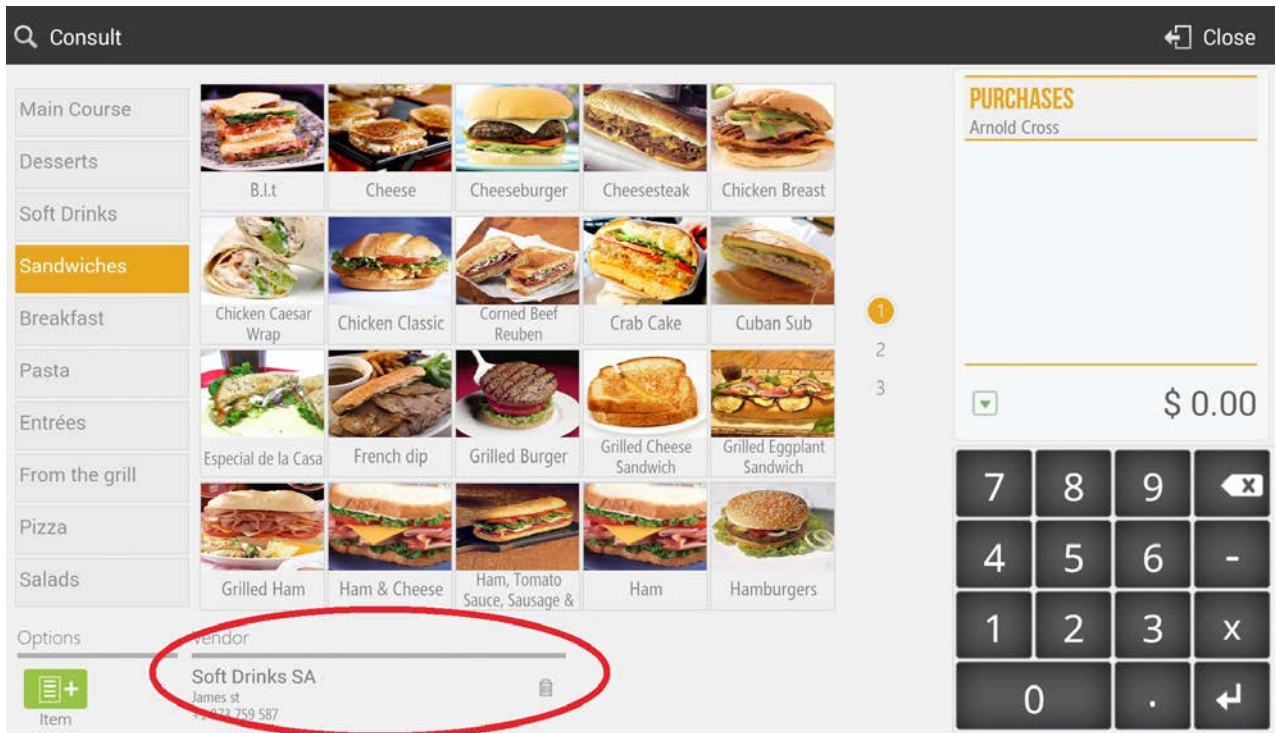 Consult
Close
Main Course
Desserts
Soft Drinks
Sandwiches
Breakfast
Pasta
Entrées
From the grill
Pizza
Salads
B.l.t
Cheese
Cheeseburger
Cheesesteak
Chicken Breast
Chicken Caesar
Wrap
Chicken Classic
Corned Beef
Reuben
Crab Cake
Cuban Sub
Especial de la Casa
French dip
Grilled Burger
Grilled Cheese
Sandwich
Grilled Eggplant
Sandwich
Grilled Ham
Ham & Cheese
Ham, Tomato
Sauce, Sausage &
Ham
Hamburgers
1
2
3
PURCHASES
Arnold Cross
$ 0.00
7 8 9 x
4 5 6 -
1 2 3 x
0 .
Options
Item
Vendor
Soft Drinks SA
James st
+1 973 759 587